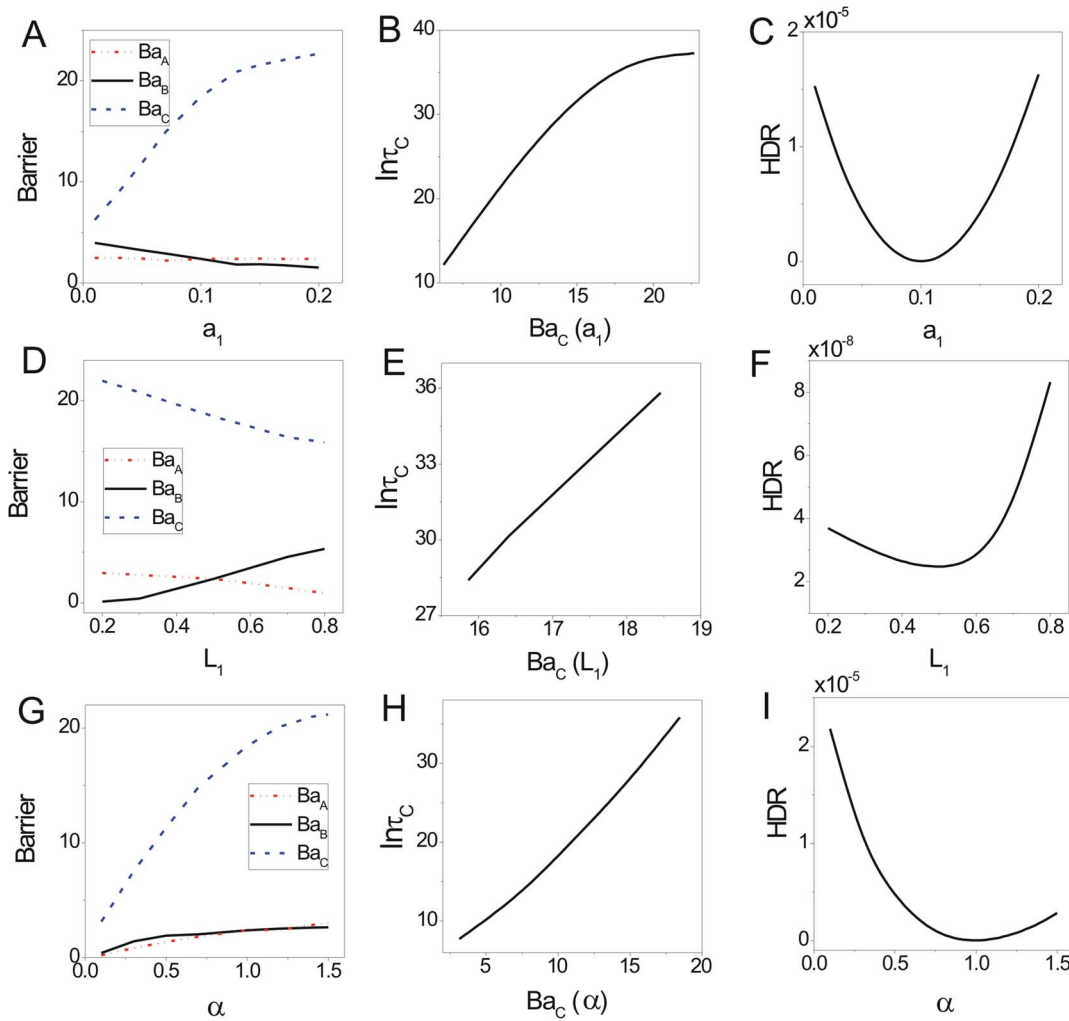 A
Ba_A
Ba_B
Ba_C
Barrier
20
10
0
0.0
0.1
0.2
a_1
B
lnτ_C
40
30
20
10
10
15
20
Ba_C (a_1)
C
x10^-5
HDR
2
1
0
0.0
0.1
0.2
a_1
D
Barrier
20
10
0
Ba_A
Ba_B
Ba_C
0.2
0.4
0.6
0.8
L_1
E
lnτ_C
36
33
30
27
16
17
18
19
Ba_C (L_1)
F
x10^-8
HDR
8
6
4
2
0.2
0.4
0.6
0.8
L_1
G
Barrier
20
10
0
Ba_A
Ba_B
Ba_C
0.0
0.5
1.0
1.5
α
H
lnτ_C
30
20
10
5
10
15
20
Ba_C (α)
I
x10^-5
HDR
2
1
0
0.0
0.5
1.0
1.5
α